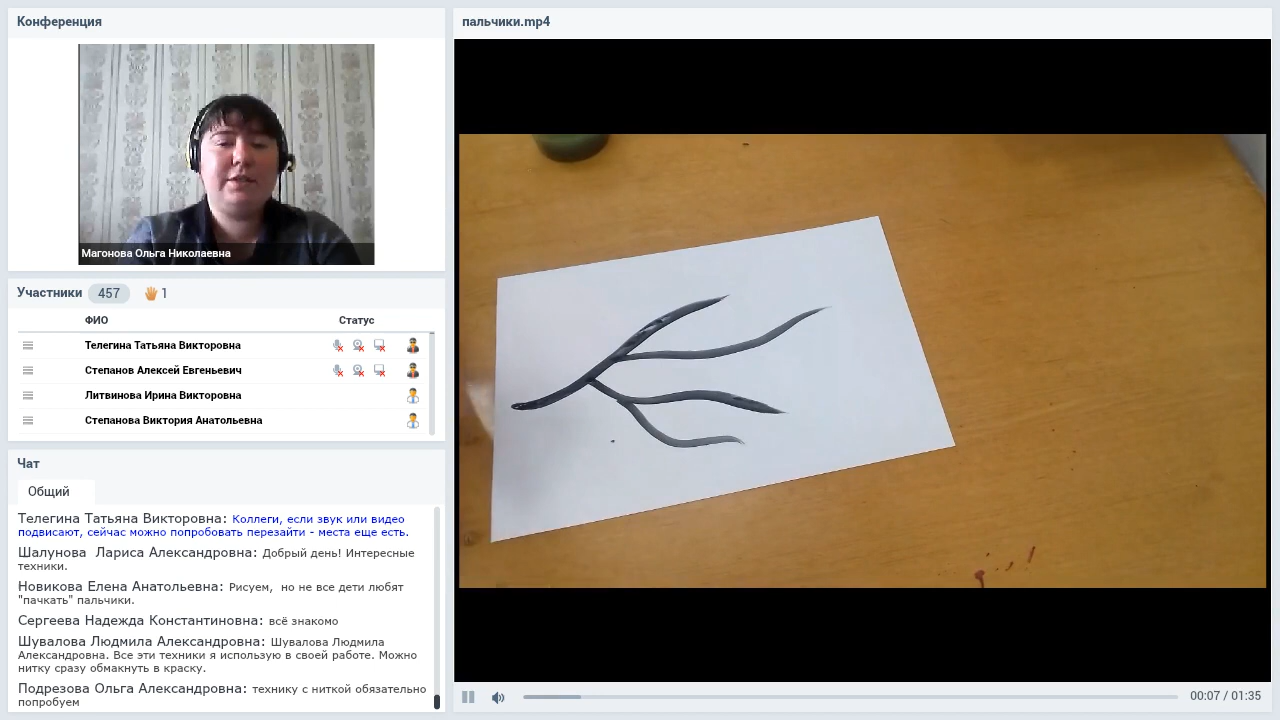 Конференция
Магонова Ольга Николаевна
Участники 457 1
ФИО Статус
Телегина Татьяна Викторовна
Степанов Алексей Евгеньевич
Литвинова Ирина Викторовна
Степанова Виктория Анатольевна
Чат
Общий
Телегина Татьяна Викторовна: Коллеги, если звук или видео
подвисают, сейчас можно попробовать перезайти - места еще есть.
Шалунова Лариса Александровна: Добрый день! Интересные
техники.
Новикова Елена Анатольевна: Рисуем, но не все дети любят
"пачкать" пальчики.
Сергеева Надежда Константиновна: всё знакомо
Шувалова Людмила Александровна: Шувалова Людмила
Александровна. Все эти техники я использую в своей работе. Можно
нитку сразу обмакнуть в краску.
Подрезова Ольга Александровна: технику с ниткой обязательно
попробуем
пальчики.mp4
00:07 / 01:35